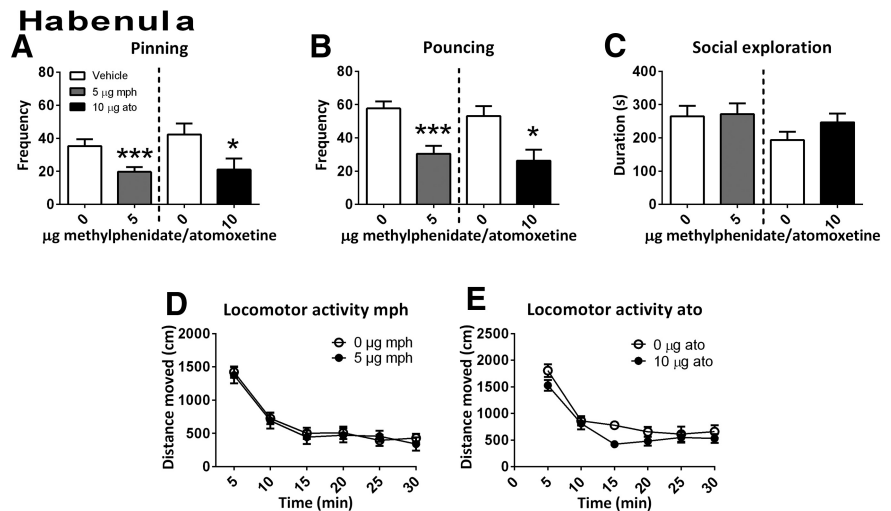 Habenula
A
Pinning
Frequency
80
60
40
20
0
Vehicle
5 µg mph
10 µg ato
***
*
0
5
0
10
µg methylphenidate/atomoxetine
B
Pouncing
Frequency
80
60
40
20
0
***
*
0
5
0
10
µg methylphenidate/atomoxetine
C
Social exploration
Duration (s)
400
300
200
100
0
0
5
0
10
µg methylphenidate/atomoxetine
D
Locomotor activity mph
Distance moved (cm)
2000
1500
1000
500
0
0 µg mph
5 µg mph
5
10
15
20
25
30
Time (min)
E
Locomotor activity ato
Distance moved (cm)
2500
2000
1500
1000
500
0
0 µg ato
10 µg ato
0
5
10
15
20
25
30
Time (min)